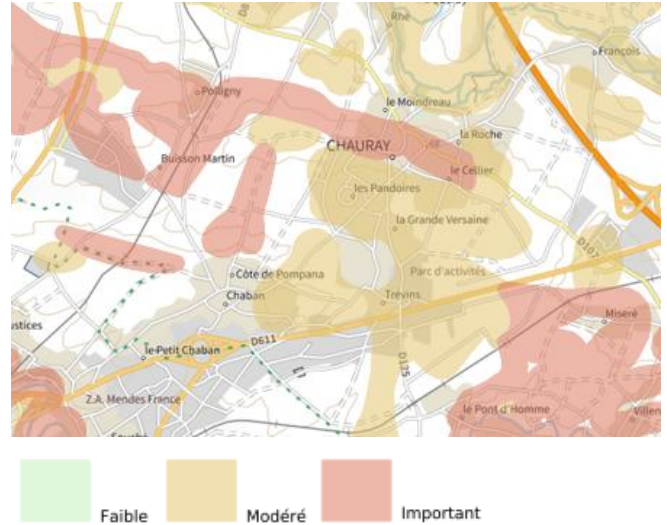 François
le Moindreau
Polligny
CHAURAY
la Roche
Buisson Martin
le Cellier
les Pandoires
la Grande Versaine
D107
Côte de Pompana
Parc d'activités
Chaban
Trevins
Miseré
ustices
D611
le Petit Chaban
D125
Z.A. Mendes France
le Pont d'Homme
Villen
Faible
Modéré
Important